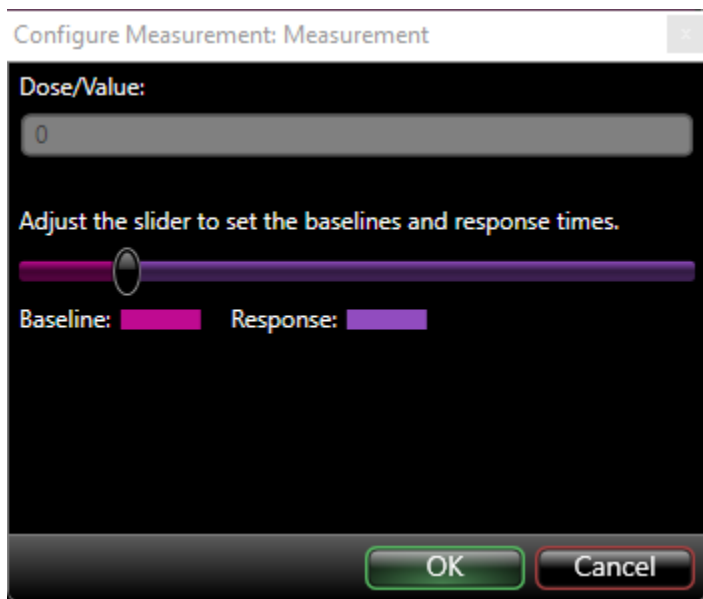 Configure Measurement: Measurement
x
Dose/Value:
0
Adjust the slider to set the baselines and response times.
Baseline: Response:
OK Cancel